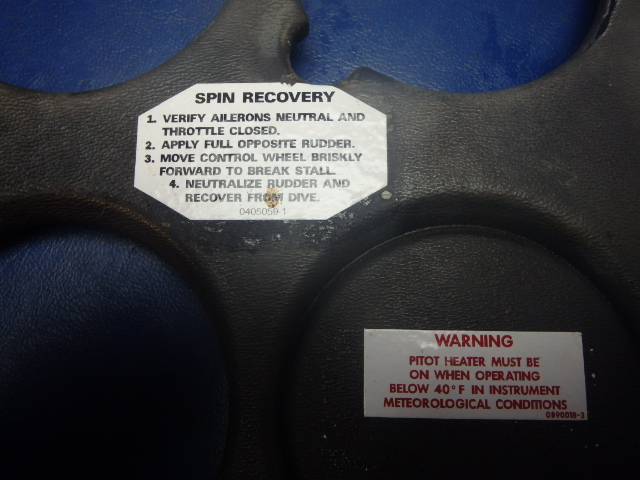 SPIN RECOVERY
1. VERIFY AILERONS NEUTRAL AND
THROTTLE CLOSED.
2. APPLY FULL OPPOSITE RUDDER.
3. MOVE CONTROL WHEEL BRISKLY
FORWARD TO BREAK STALL.
4. NEUTRALIZE RUDDER AND
RECOVER FROM DIVE.
0405059-1
WARNING
PITOT HEATER MUST BE
ON WHEN OPERATING
BELOW 40°F IN INSTRUMENT
METEOROLOGICAL CONDITIONS
0890018-3